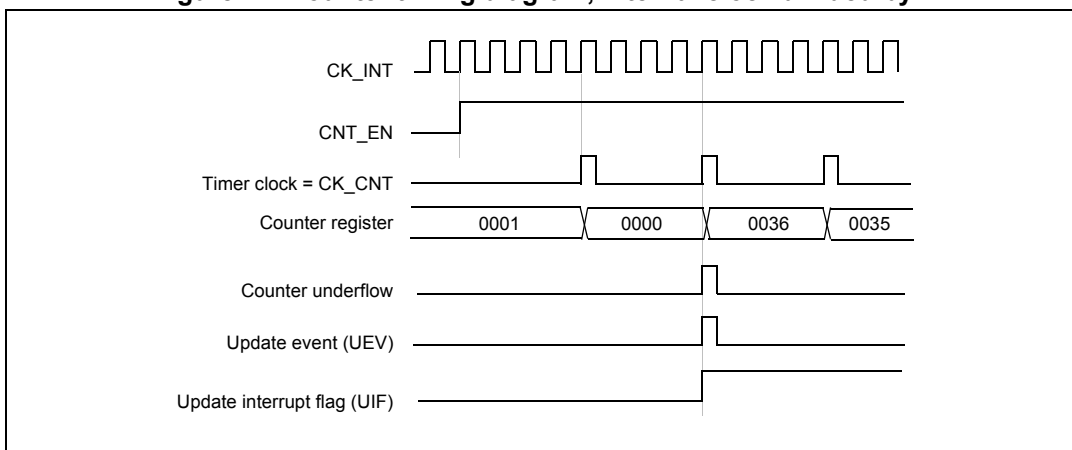 CK_INT
CNT_EN
Timer clock = CK_CNT
Counter register 0001 0000 0036 0035
Counter underflow
Update event (UEV)
Update interrupt flag (UIF)